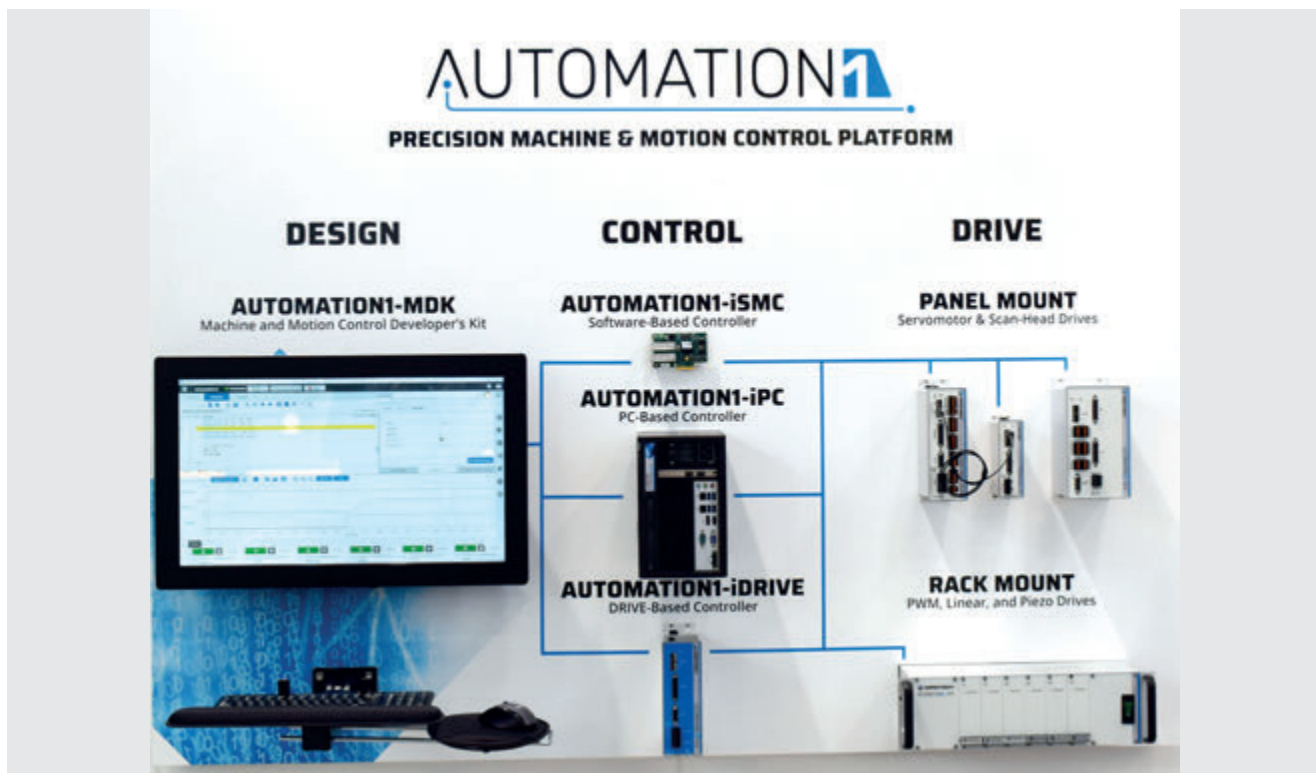 AUTOMATION1
PRECISION MACHINE & MOTION CONTROL PLATFORM
DESIGN
AUTOMATION1-MDK
Machine and Motion Control Developer's Kit
CONTROL
AUTOMATION1-iSMC
Software-Based Controller
AUTOMATION1-iPC
PC-Based Controller
AUTOMATION1-iDRIVE
DRIVE-Based Controller
DRIVE
PANEL MOUNT
Servomotor & Scan-Head Drives
RACK MOUNT
PWM, Linear, and Piezo Drives